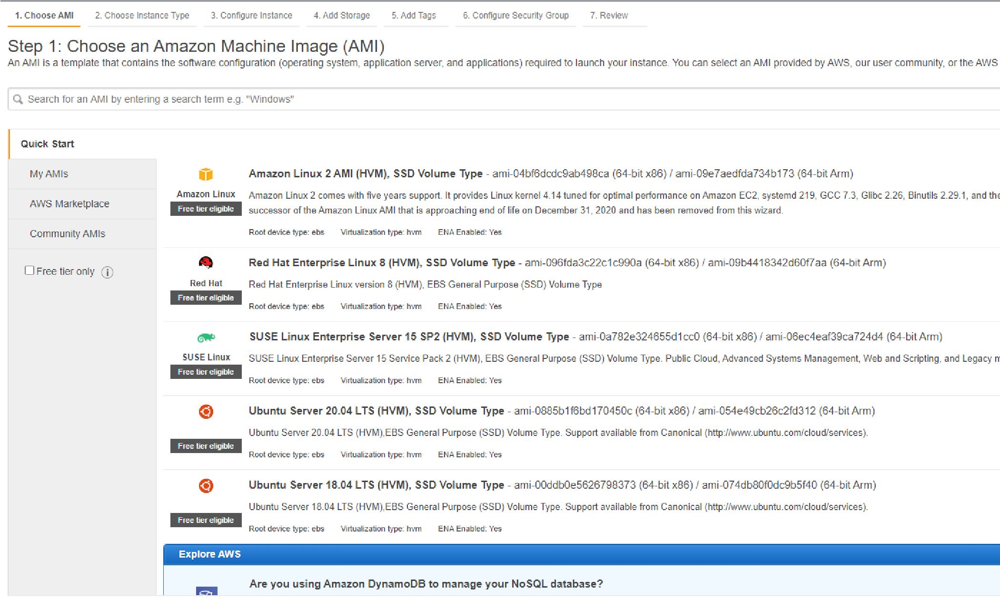 1. Choose AMI 2. Choose Instance Type 3. Configure Instance 4. Add Storage 5. Add Tags 6. Configure Security Group 7. Review
Step 1: Choose an Amazon Machine Image (AMI)
An AMI is a template that contains the software configuration (operating system, application server, and applications) required to launch your instance. You can select an AMI provided by AWS, our user community, or the AWS
Search for an AMI by entering a search term e.g. "Windows"
Quick Start
My AMIs
AWS Marketplace
Community AMIs
Free tier only
Amazon Linux
Free tier eligible
Amazon Linux 2 AMI (HVM), SSD Volume Type - ami-04bf6dcdc9ab498ca (64-bit x86) / ami-09e7aedfda734b173 (64-bit Arm)
Amazon Linux 2 comes with five years support. It provides Linux kernel 4.14 tuned for optimal performance on Amazon EC2, systemd 219, GCC 7.3, Glibc 2.26, Binutils 2.29.1, and the
successor of the Amazon Linux AMI that is approaching end of life on December 31, 2020 and has been removed from this wizard.
Root device type: ebs Virtualization type: hvm ENA Enabled: Yes
Red Hat
Free tier eligible
Red Hat Enterprise Linux 8 (HVM), SSD Volume Type - ami-096fda3c22c1c990a (64-bit x86) / ami-09b4418342d60f7aa (64-bit Arm)
Red Hat Enterprise Linux version 8 (HVM), EBS General Purpose (SSD) Volume Type
Root device type: ebs Virtualization type: hvm ENA Enabled: Yes
SUSE Linux
Free tier eligible
SUSE Linux Enterprise Server 15 SP2 (HVM), SSD Volume Type - ami-0a782e324655d1cc0 (64-bit x86) / ami-06ec4eaf39ca724d4 (64-bit Arm)
SUSE Linux Enterprise Server 15 Service Pack 2 (HVM), EBS General Purpose (SSD) Volume Type. Public Cloud, Advanced Systems Management, Web and Scripting, and Legacy
Root device type: ebs Virtualization type: hvm ENA Enabled: Yes
Free tier eligible
Ubuntu Server 20.04 LTS (HVM), SSD Volume Type - ami-0885b1f6bd170450c (64-bit x86) / ami-054e49cb26c2fd312 (64-bit Arm)
Ubuntu Server 20.04 LTS (HVM),EBS General Purpose (SSD) Volume Type. Support available from Canonical (http://www.ubuntu.com/cloud/services).
Root device type: ebs Virtualization type: hvm ENA Enabled: Yes
Free tier eligible
Ubuntu Server 18.04 LTS (HVM), SSD Volume Type - ami-00ddb0e5626798373 (64-bit x86) / ami-074db80f0dc9b5f40 (64-bit Arm)
Ubuntu Server 18.04 LTS (HVM),EBS General Purpose (SSD) Volume Type. Support available from Canonical (http://www.ubuntu.com/cloud/services).
Root device type: ebs Virtualization type: hvm ENA Enabled: Yes
Explore AWS
Are you using Amazon DynamoDB to manage your NoSQL database?